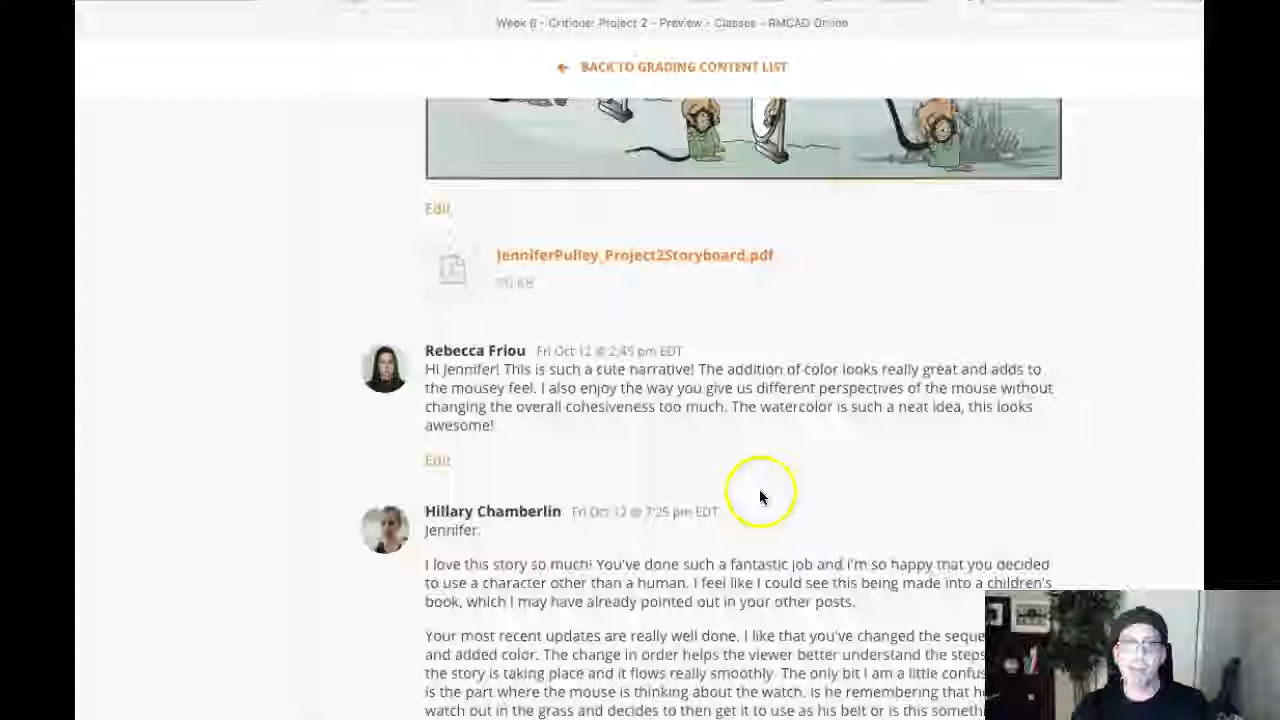 Week 6 - Critique: Project 2 - Preview - Classes - RMCAD Online
BACK TO GRADING CONTENT LIST
Edit
JenniferPulley_Project2Storyboard.pdf
KB
Rebecca Friou Fri Oct 12 @ 2:45 pm EDT
Hi Jennifer! This is such a cute narrative! The addition of color looks really great and adds to
the mousey feel. I also enjoy the way you give us different perspectives of the mouse without
changing the overall cohesiveness too much. The watercolor is such a neat idea, this looks
awesome!
Edit
Hillary Chamberlin Fri Oct 12 @ 7:25 pm EDT
Jennifer,
I love this story so much! You've done such a fantastic job and I'm so happy that you decided
to use a character other than a human. I feel like I could see this being made into a children's
book, which I may have already pointed out in your other posts.
Your most recent updates are really well done. I like that you've changed the seque
and added color. The change in order helps the viewer better understand the steps
the story is taking place and it flows really smoothly. The only bit I am a little confus
is the part where the mouse is thinking about the watch. Is he remembering that h
watch out in the grass and decides to then get it to use as his belt or is this someth